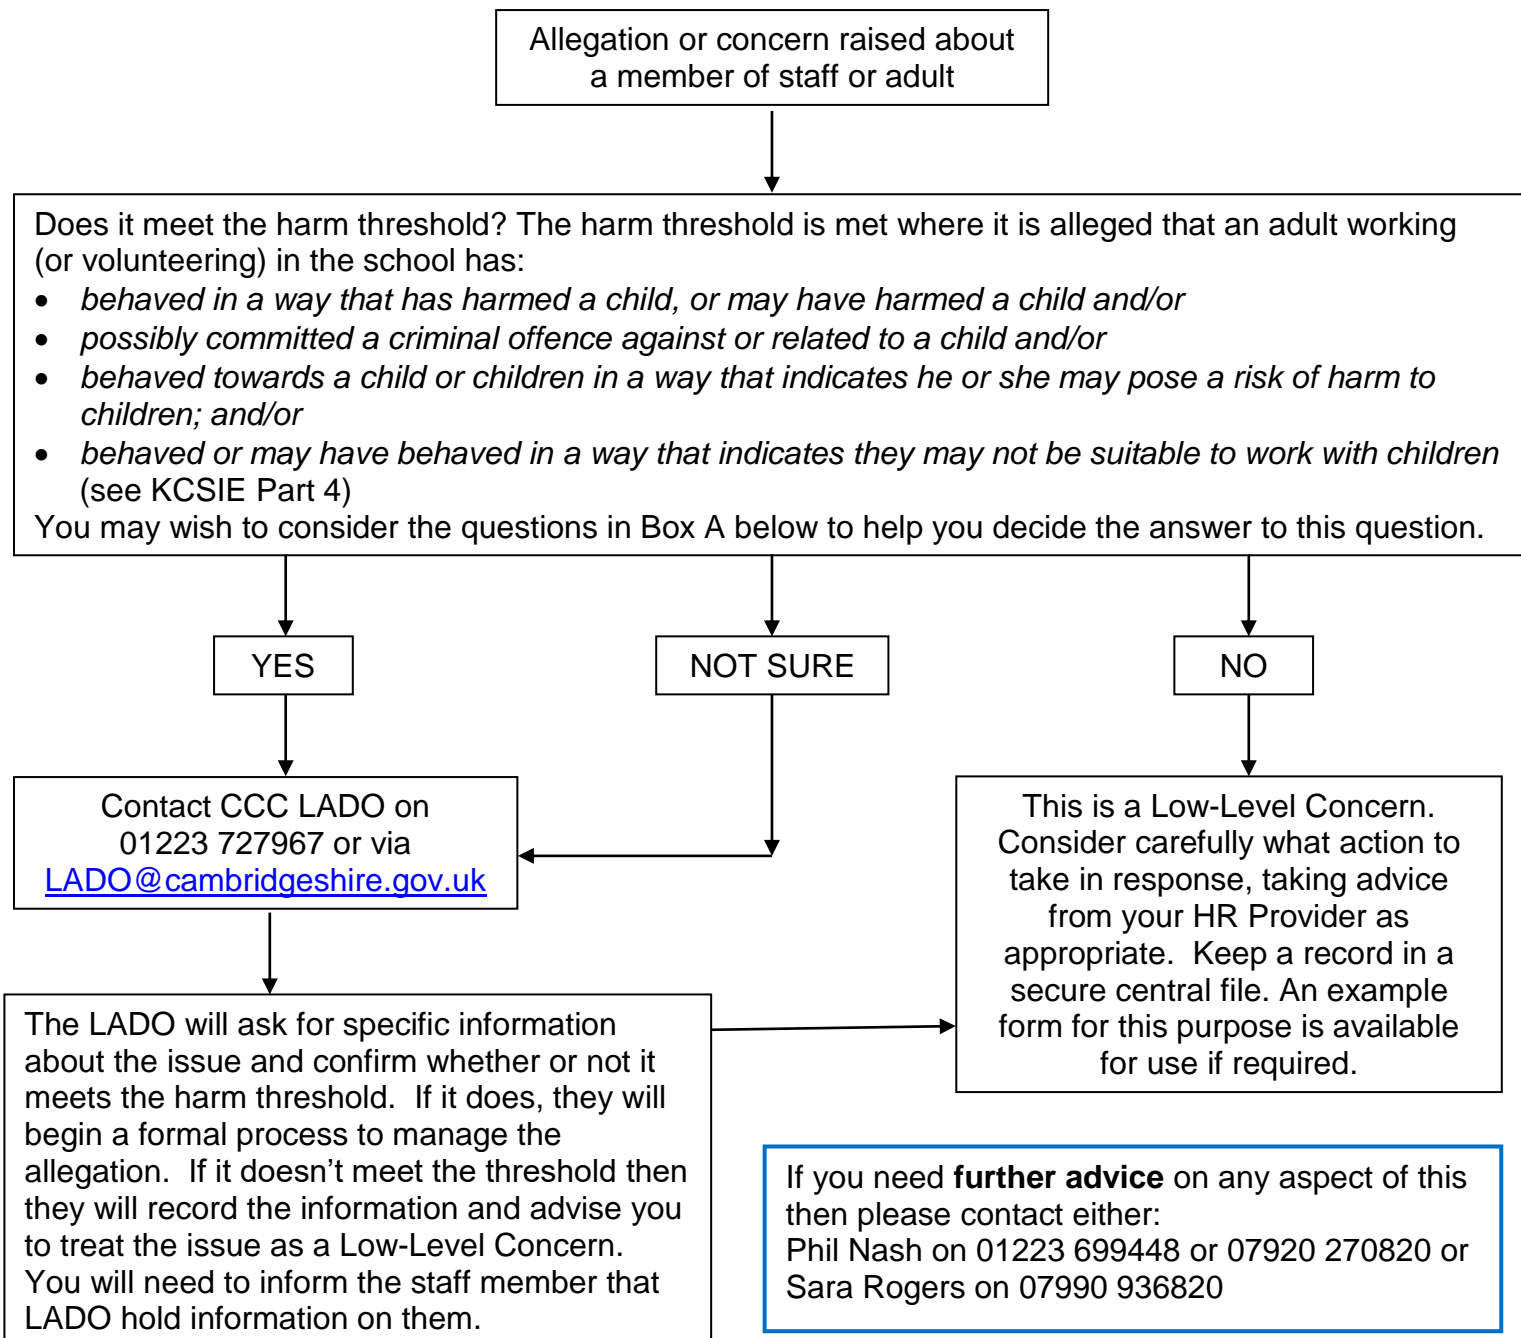 Allegation or concern raised about
a member of staff or adult
Does it meet the harm threshold? The harm threshold is met where it is alleged that an adult working
(or volunteering) in the school has:
• behaved in a way that has harmed a child, or may have harmed a child and/or
• possibly committed a criminal offence against or related to a child and/or
• behaved towards a child or children in a way that indicates he or she may pose a risk of harm to
children; and/or
• behaved or may have behaved in a way that indicates they may not be suitable to work with children
(see KCSIE Part 4)
You may wish to consider the questions in Box A below to help you decide the answer to this question.
YES
NOT SURE
NO
Contact CCC LADO on
01223 727967 or via
LADO@cambridgeshire.gov.uk
This is a Low-Level Concern.
Consider carefully what action to
take in response, taking advice
from your HR Provider as
appropriate.  Keep a record in a
secure central file. An example
form for this purpose is available
for use if required.
The LADO will ask for specific information
about the issue and confirm whether or not it
meets the harm threshold.  If it does, they will
begin a formal process to manage the
allegation.  If it doesn’t meet the threshold then
they will record the information and advise you
to treat the issue as a Low-Level Concern.
You will need to inform the staff member that
LADO hold information on them.
If you need further advice on any aspect of this
then please contact either:
Phil Nash on 01223 699448 or 07920 270820 or
Sara Rogers on 07990 936820